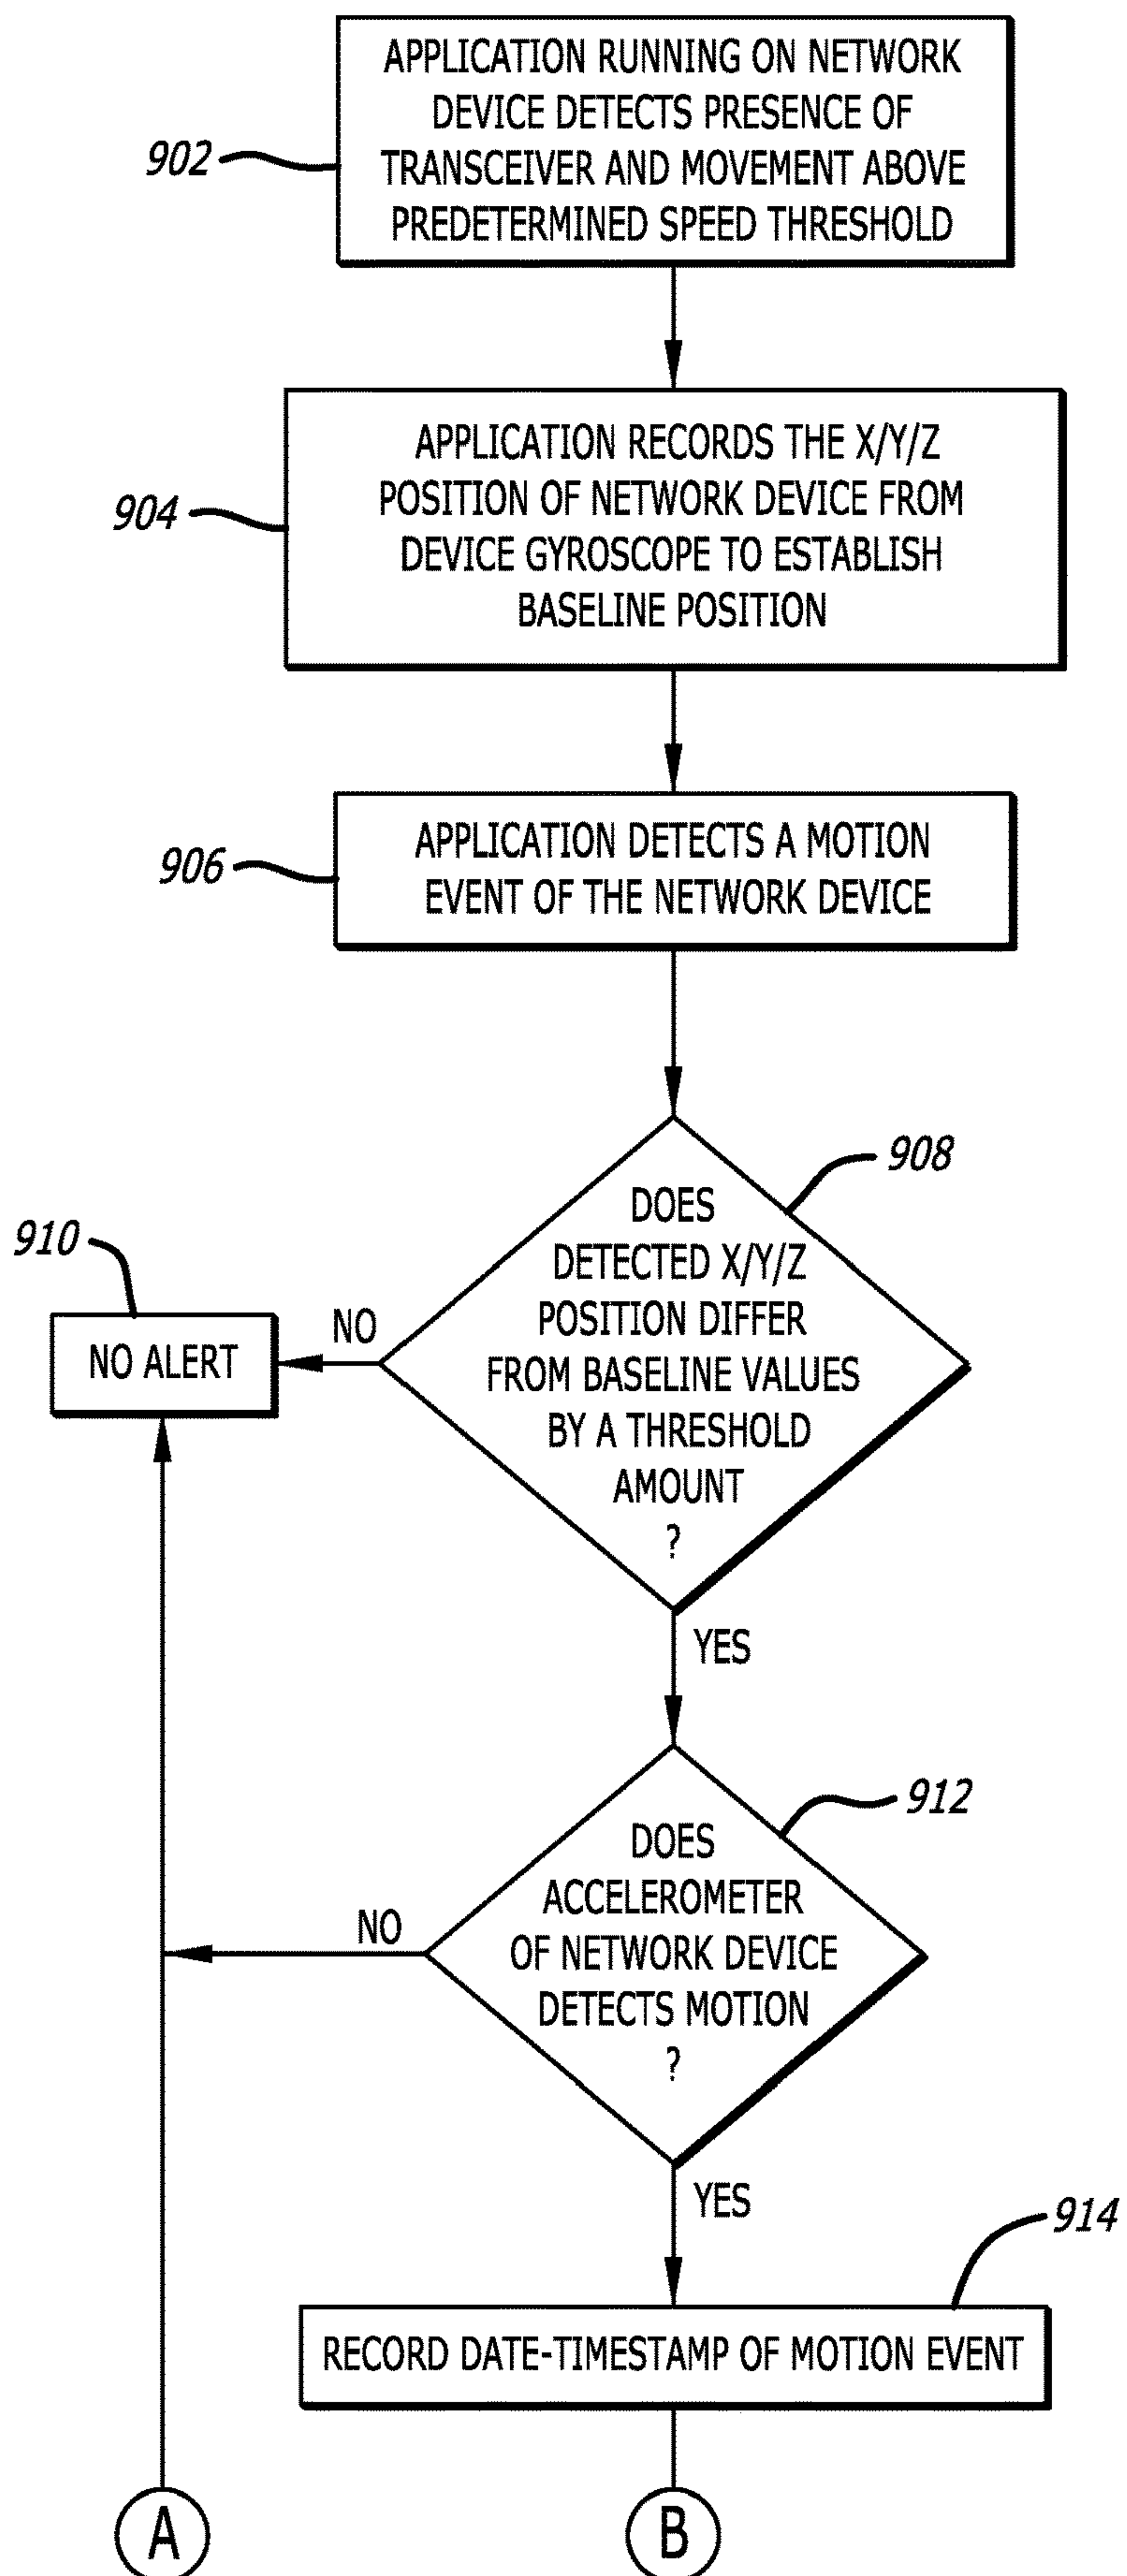 APPLICATION RUNNING ON NETWORK
DEVICE DETECTS PRESENCE OF
TRANSCEIVER AND MOVEMENT ABOVE
PREDETERMINED SPEED THRESHOLD
902
APPLICATION RECORDS THE X/Y/Z
POSITION OF NETWORK DEVICE FROM
DEVICE GYROSCOPE TO ESTABLISH
BASELINE POSITION
904
APPLICATION DETECTS A MOTION
EVENT OF THE NETWORK DEVICE
906
908
DOES
DETECTED X/Y/Z
POSITION DIFFER
FROM BASELINE VALUES
BY A THRESHOLD
AMOUNT
?
910
NO
NO ALERT
YES
912
DOES
ACCELEROMETER
OF NETWORK DEVICE
DETECTS MOTION
?
NO
YES
914
RECORD DATE-TIMESTAMP OF MOTION EVENT
A
B